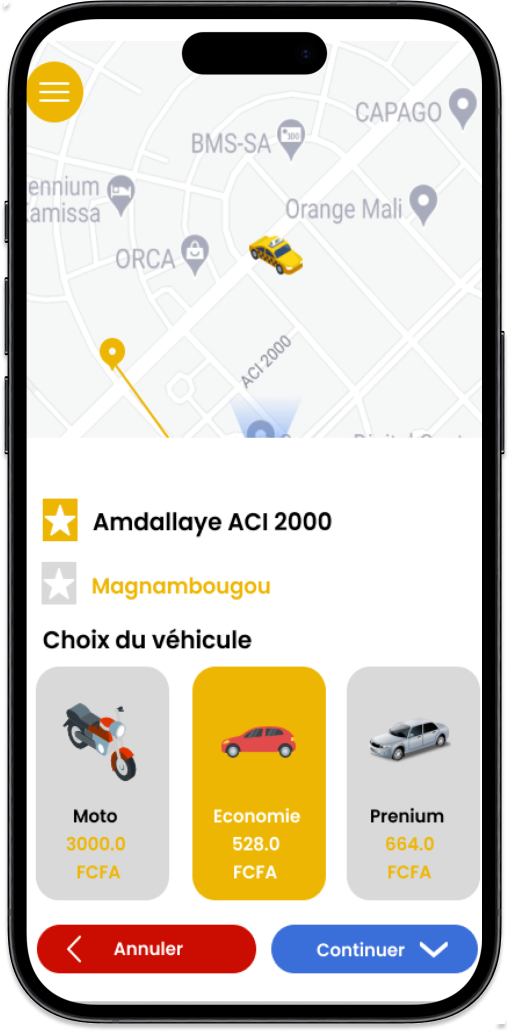 CAPAGO
BMS-SA
ennium
Kamissa
Orange Mali
ORCA
ACI 2000
Amdallaye ACI 2000
Magnambougou
Choix du véhicule
Moto
3000.0
FCFA
Economie
528.0
FCFA
Prenium
664.0
FCFA
Annuler
Continuer